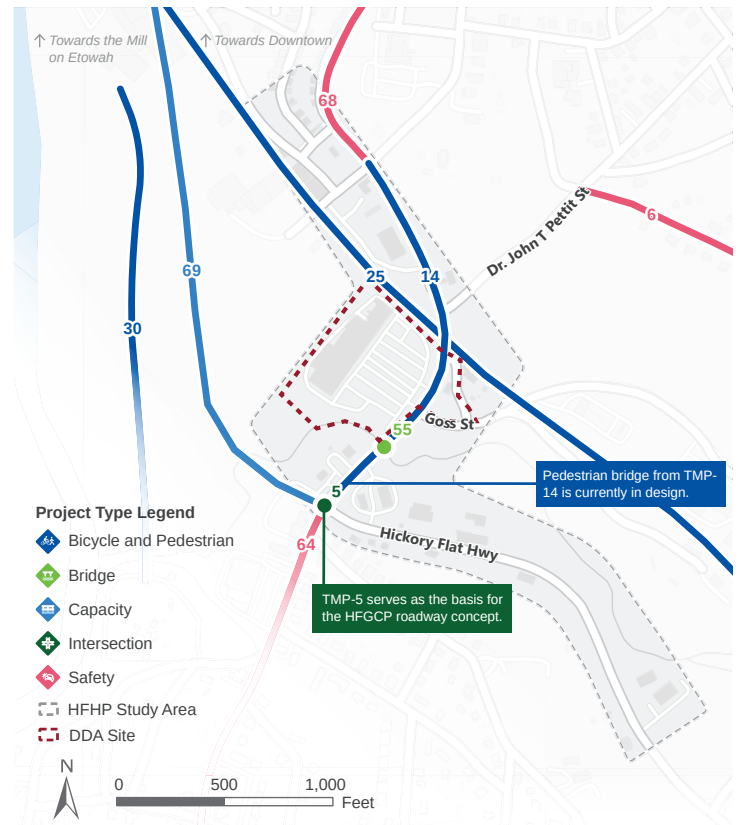 ↑ Towards the Mill
on Etowah
↑ Towards Downtown
68
Dr. John T Pettit St
6
69
25
14
30
Goss St
55
Pedestrian bridge from TMP-
14 is currently in design.
5
Hickory Flat Hwy
64
TMP-5 serves as the basis for
the HFGCP roadway concept.
Project Type Legend
Bicycle and Pedestrian
Bridge
Capacity
Intersection
Safety
HFHP Study Area
DDA Site
N
0 500 1,000
Feet